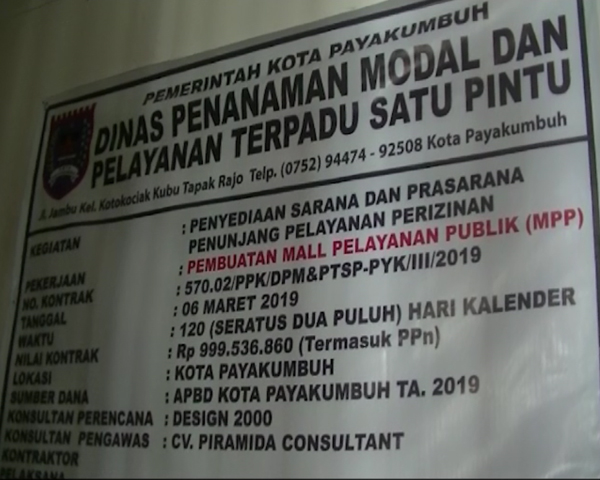 PEMERINTAH KOTA PAYAKUMBUH
DINAS PENANAMAN MODAL DAN
PELAYANAN TERPADU SATU PINTU
Jl. Jambu Kel. Kotokociak Kubu Tapak Rajo Telp. (0752) 94474 - 92508 Kota Payakumbuh
KEGIATAN : PENYEDIAAN SARANA DAN PRASARANA
PENUNJANG PELAYANAN PERIZINAN
PEKERJAAN : PEMBUATAN MALL PELAYANAN PUBLIK (MPP)
NO. KONTRAK : 570.02/PPK/DPM&PTSP-PYK/III/2019
TANGGAL : 06 MARET 2019
WAKTU : 120 (SERATUS DUA PULUH) HARI KALENDER
NILAI KONTRAK : Rp 999.536.860 (Termasuk PPn)
LOKASI : KOTA PAYAKUMBUH
SUMBER DANA : APBD KOTA PAYAKUMBUH TA. 2019
KONSULTAN PERENCANA : DESIGN 2000
KONSULTAN PENGAWAS : CV. PIRAMIDA CONSULTANT
KONTRAKTOR
PELAKSANA